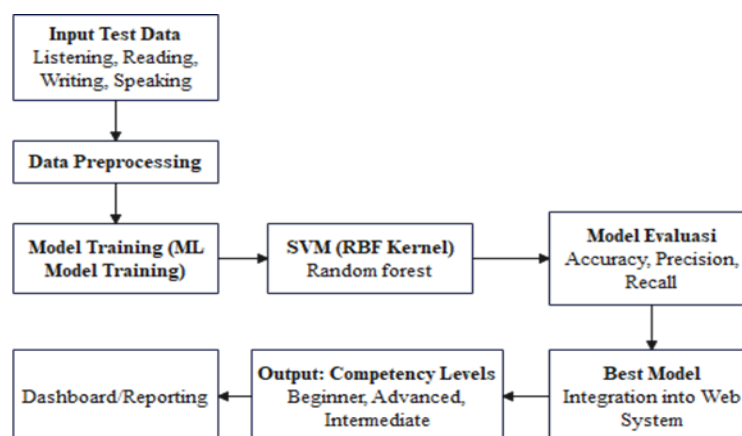 Input Test Data
Listening, Reading,
Writing, Speaking
Data Preprocessing
Model Training (ML
Model Training)
SVM (RBF Kernel)
Random forest
Model Evaluasi
Accuracy, Precision,
Recall
Best Model
Integration into Web
System
Output: Competency Levels
Beginner, Advanced,
Intermediate
Dashboard/Reporting